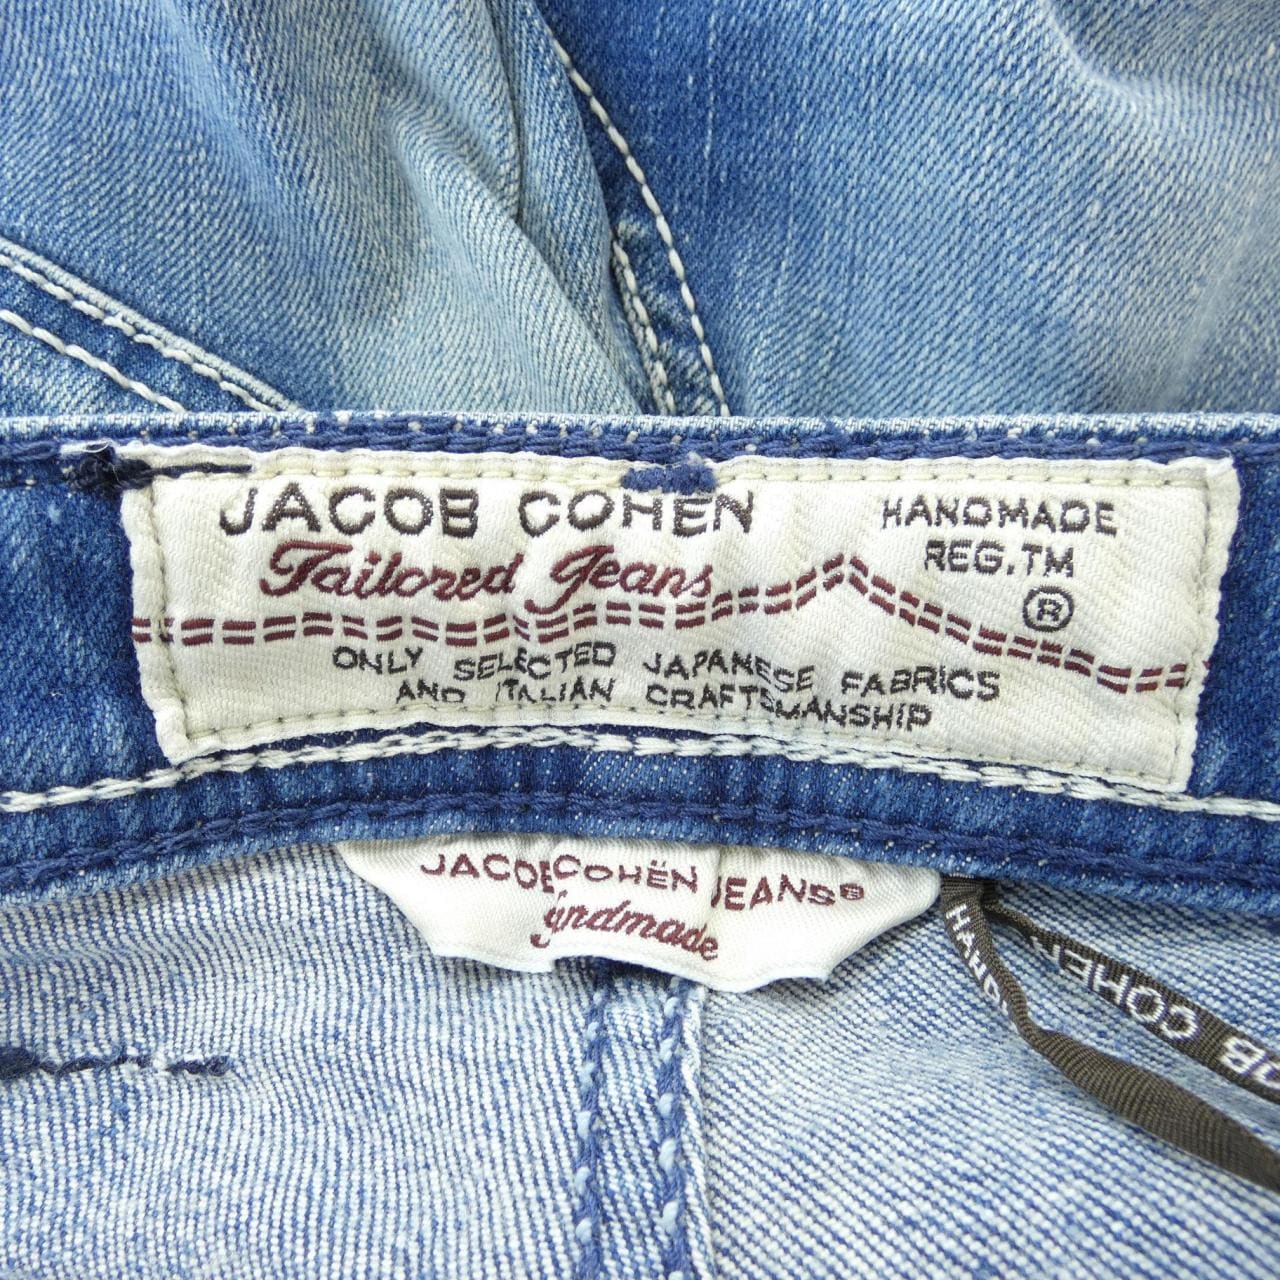 JACOB COHEN
Tailored Jeans
HANDMADE
REG.TM
®
ONLY SELECTED JAPANESE FABRICS
AND ITALIAN CRAFTSMANSHIP
JACOB COHËN JEANS®
handmade
COHEN